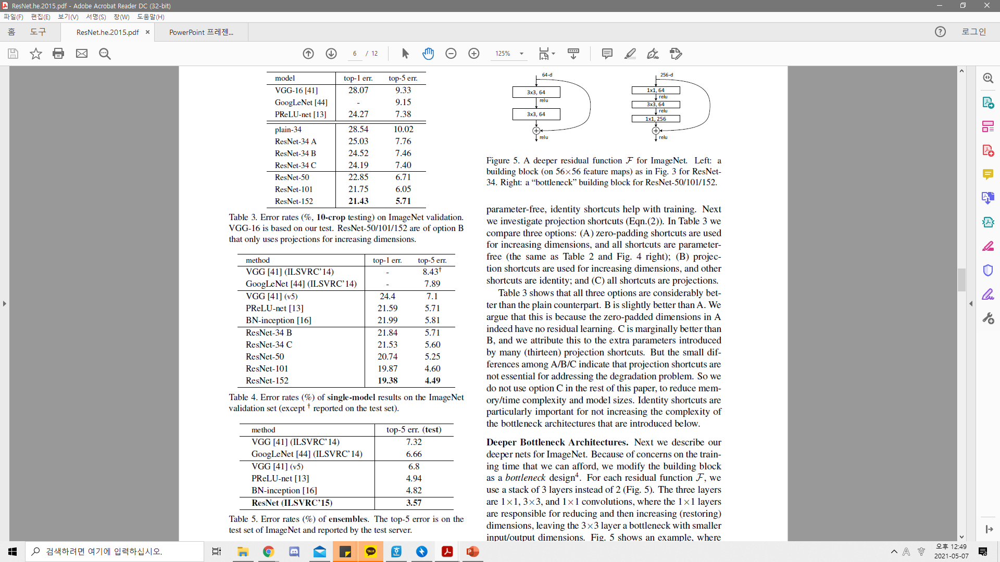 ResNet.he.2015.pdf - Adobe Acrobat Reader DC (32-bit)
파일(F) 편집(E) 보기(V) 서명(S) 창(W) 도움말(H)
홈 도구 ResNet.he.2015.pdf × PowerPoint 프레젠... 로그인
6 / 12 125%
model top-1 err. top-5 err.
VGG-16 [41] 28.07 9.33
GoogLeNet [44] - 9.15
PReLU-net [13] 24.27 7.38
plain-34 28.54 10.02
ResNet-34 A 25.03 7.76
ResNet-34 B 24.52 7.46
ResNet-34 C 24.19 7.40
ResNet-50 22.85 6.71
ResNet-101 21.75 6.05
ResNet-152 21.43 5.71
Table 3. Error rates (%, 10-crop testing) on ImageNet validation.
VGG-16 is based on our test. ResNet-50/101/152 are of option B
that only uses projections for increasing dimensions.
method top-1 err. top-5 err.
VGG [41] (ILSVRC’14) - 8.43†
GoogLeNet [44] (ILSVRC’14) - 7.89
VGG [41] (v5) 24.4 7.1
PReLU-net [13] 21.59 5.71
BN-inception [16] 21.99 5.81
ResNet-34 B 21.84 5.71
ResNet-34 C 21.53 5.60
ResNet-50 20.74 5.25
ResNet-101 19.87 4.60
ResNet-152 19.38 4.49
Table 4. Error rates (%) of single-model results on the ImageNet
validation set (except † reported on the test set).
method top-5 err. (test)
VGG [41] (ILSVRC’14) 7.32
GoogLeNet [44] (ILSVRC’14) 6.66
VGG [41] (v5) 6.8
PReLU-net [13] 4.94
BN-inception [16] 4.82
ResNet (ILSVRC’15) 3.57
Table 5. Error rates (%) of ensembles. The top-5 error is on the
test set of ImageNet and reported by the test server.
64-d
3x3, 64
relu
3x3, 64
relu
256-d
1x1, 64
relu
3x3, 64
relu
1x1, 256
relu
Figure 5. A deeper residual function F for ImageNet. Left: a
building block (on 56×56 feature maps) as in Fig. 3 for ResNet-
34. Right: a “bottleneck” building block for ResNet-50/101/152.
parameter-free, identity shortcuts help with training. Next
we investigate projection shortcuts (Eqn.(2)). In Table 3 we
compare three options: (A) zero-padding shortcuts are used
for increasing dimensions, and all shortcuts are parameter-
free (the same as Table 2 and Fig. 4 right); (B) projec-
tion shortcuts are used for increasing dimensions, and other
shortcuts are identity; and (C) all shortcuts are projections.
Table 3 shows that all three options are considerably bet-
ter than the plain counterpart. B is slightly better than A. We
argue that this is because the zero-padded dimensions in A
indeed have no residual learning. C is marginally better than
B, and we attribute this to the extra parameters introduced
by many (thirteen) projection shortcuts. But the small dif-
ferences among A/B/C indicate that projection shortcuts are
not essential for addressing the degradation problem. So we
do not use option C in the rest of this paper, to reduce mem-
ory/time complexity and model sizes. Identity shortcuts are
particularly important for not increasing the complexity of
the bottleneck architectures that are introduced below.
Deeper Bottleneck Architectures. Next we describe our
deeper nets for ImageNet. Because of concerns on the train-
ing time that we can afford, we modify the building block
as a bottleneck design4. For each residual function F, we
use a stack of 3 layers instead of 2 (Fig. 5). The three layers
are 1×1, 3×3, and 1×1 convolutions, where the 1×1 layers
are responsible for reducing and then increasing (restoring)
dimensions, leaving the 3×3 layer a bottleneck with smaller
input/output dimensions. Fig. 5 shows an example, where
검색하려면 여기에 입력하십시오.
TALK
A
오후 12:49
2021-05-07